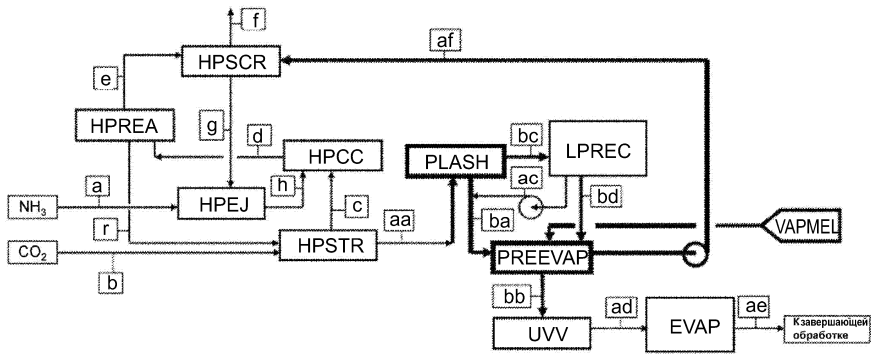 f
af
HPSCR
e
HPREA
g
d
bc
HPCC
PLASH
LPREC
a
h
ac
NH3
HPEJ
c
bd
r
aa
ba
VAPMEL
HPSTR
CO2
PREEVAP
b
bb
ad
ae
UVV
EVAP
Кзавершающей
обработке